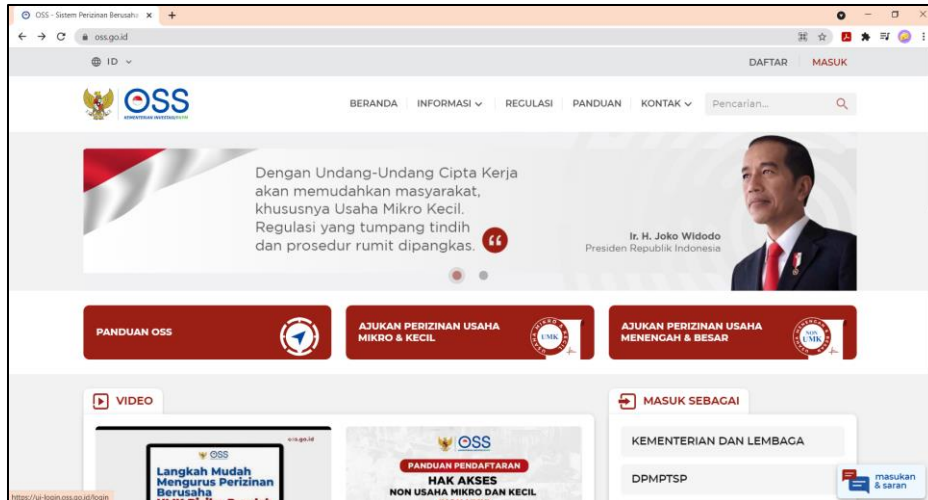 OSS - Sistem Perizinan Berusaha
oss.go.id
ID
DAFTAR
MASUK
OSS
KEMENTERIAN INVESTASI/BKPM
BERANDA
INFORMASI
REGULASI
PANDUAN
KONTAK
Pencarian...
Dengan Undang-Undang Cipta Kerja
akan memudahkan masyarakat,
khususnya Usaha Mikro Kecil.
Regulasi yang tumpang tindih
dan prosedur rumit dipangkas.
Ir. H. Joko Widodo
Presiden Republik Indonesia
PANDUAN OSS
AJUKAN PERIZINAN USAHA
MIKRO & KECIL
UMK
AJUKAN PERIZINAN USAHA
MENENGAH & BESAR
NON
UMK
VIDEO
MASUK SEBAGAI
oss.go.id
OSS
Langkah Mudah
Mengurus Perizinan
Berusaha
OSS
PANDUAN PENDAFTARAN
HAK AKSES
NON USAHA MIKRO DAN KECIL
KEMENTERIAN DAN LEMBAGA
DPMPTSP
masukan
& saran
https://ui-login.oss.go.id/login